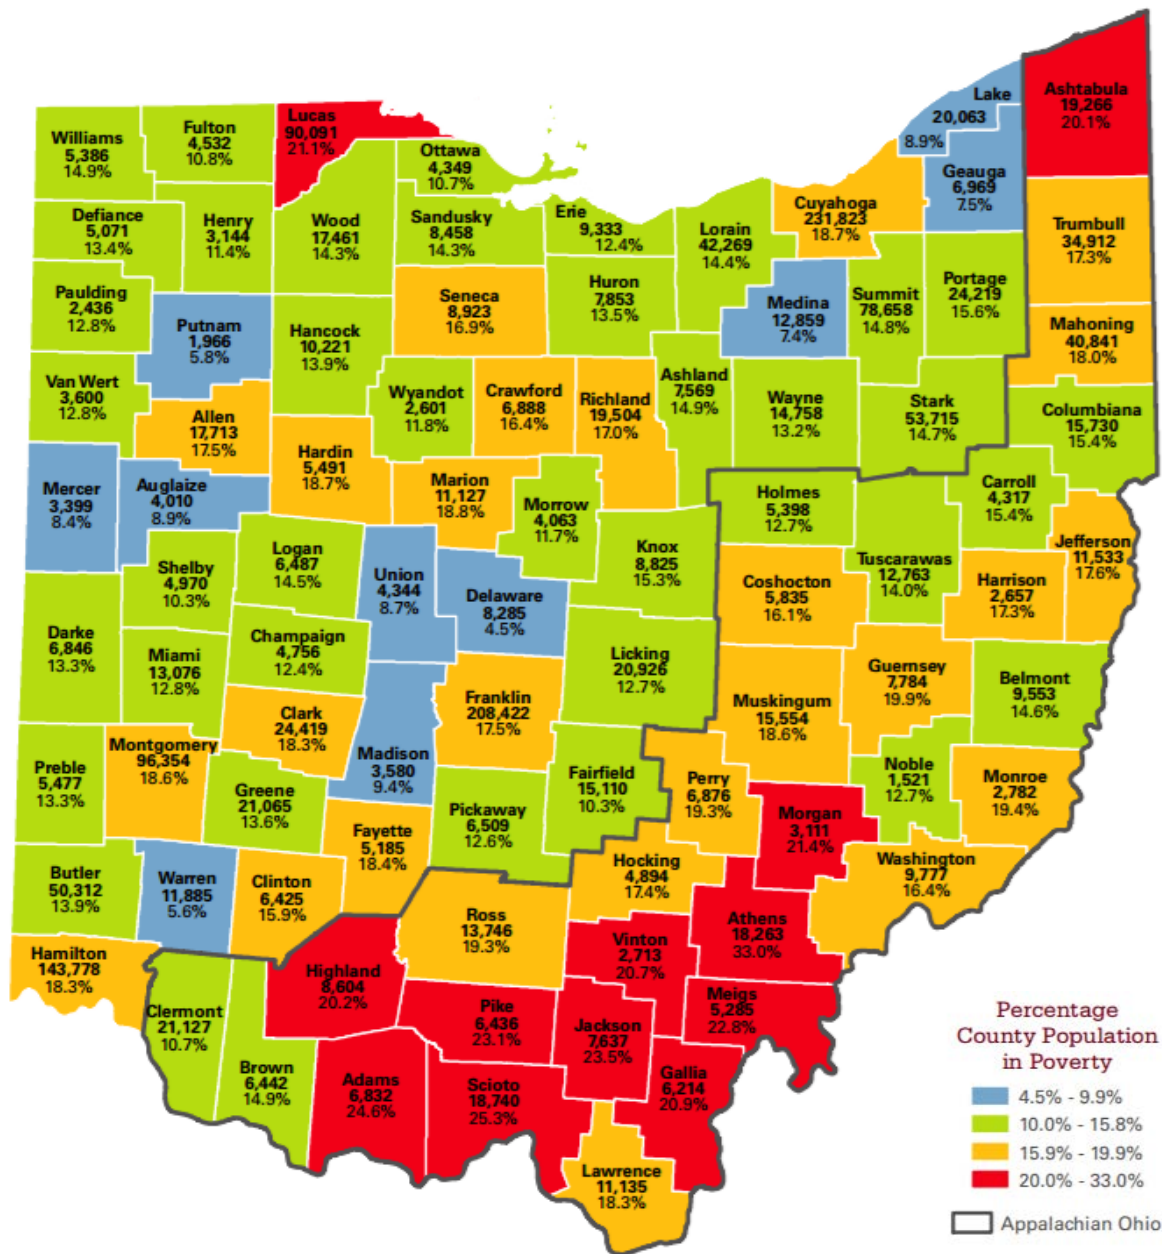 Williams
5,386
14.9%
Fulton
4,532
10.8%
Lucas
90,091
21.1%
Ottawa
4,349
10.7%
Lake
20,063
8.9%
Geauga
6,969
7.5%
Ashtabula
19,266
20.1%
Defiance
5,071
13.4%
Henry
3,144
11.4%
Wood
17,461
14.3%
Sandusky
8,458
14.3%
Erie
9,333
12.4%
Lorain
42,269
14.4%
Cuyahoga
231,823
18.7%
Trumbull
34,912
17.3%
Paulding
2,436
12.8%
Putnam
1,966
5.8%
Hancock
10,221
13.9%
Seneca
8,923
16.9%
Huron
7,853
13.5%
Medina
12,859
7.4%
Summit
78,658
14.8%
Portage
24,219
15.6%
Mahoning
40,841
18.0%
Van Wert
3,600
12.8%
Allen
17,713
17.5%
Wyandot
2,601
11.8%
Crawford
6,888
16.4%
Richland
19,504
17.0%
Ashland
7,569
14.9%
Wayne
14,758
13.2%
Stark
53,715
14.7%
Columbiana
15,730
15.4%
Mercer
3,399
8.4%
Auglaize
4,010
8.9%
Hardin
5,491
18.7%
Marion
11,127
18.8%
Morrow
4,063
11.7%
Holmes
5,398
12.7%
Carroll
4,317
15.4%
Jefferson
11,533
17.6%
Shelby
4,970
10.3%
Logan
6,487
14.5%
Union
4,344
8.7%
Delaware
8,285
4.5%
Knox
8,825
15.3%
Coshocton
5,835
16.1%
Tuscarawas
12,763
14.0%
Harrison
2,657
17.3%
Darke
6,846
13.3%
Miami
13,076
12.8%
Champaign
4,756
12.4%
Licking
20,926
12.7%
Guernsey
7,784
19.9%
Belmont
9,553
14.6%
Clark
24,419
18.3%
Franklin
208,422
17.5%
Muskingum
15,554
18.6%
Montgomery
96,354
18.6%
Madison
3,580
9.4%
Preble
5,477
13.3%
Greene
21,065
13.6%
Fairfield
15,110
10.3%
Perry
6,876
19.3%
Noble
1,521
12.7%
Monroe
2,782
19.4%
Pickaway
6,509
12.6%
Fayette
5,185
18.4%
Morgan
3,111
21.4%
Butler
50,312
13.9%
Warren
11,885
5.6%
Clinton
6,425
15.9%
Hocking
4,894
17.4%
Washington
9,777
16.4%
Ross
13,746
19.3%
Athens
18,263
33.0%
Hamilton
143,778
18.3%
Vinton
2,713
20.7%
Highland
8,604
20.2%
Clermont
21,127
10.7%
Pike
6,436
23.1%
Jackson
7,637
23.5%
Meigs
5,285
22.8%
Brown
6,442
14.9%
Adams
6,832
24.6%
Scioto
18,740
25.3%
Gallia
6,214
20.9%
Lawrence
11,135
18.3%
Percentage
County Population
in Poverty
4.5% - 9.9%
10.0% - 15.8%
15.9% - 19.9%
20.0% - 33.0%
Appalachian Ohio